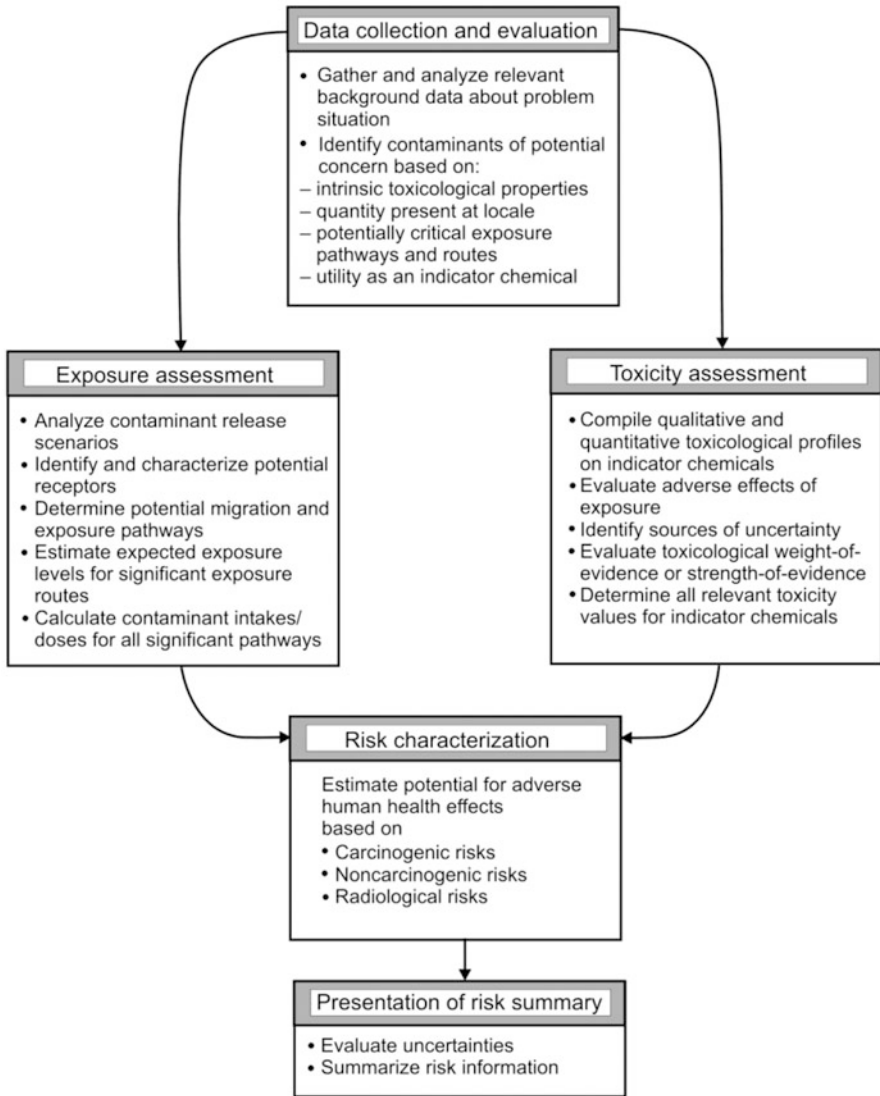 Data collection and evaluation
• Gather and analyze relevant
background data about problem
situation
• Identify contaminants of potential
concern based on:
– intrinsic toxicological properties
– quantity present at locale
– potentially critical exposure
pathways and routes
– utility as an indicator chemical
Exposure assessment
• Analyze contaminant release
scenarios
• Identify and characterize potential
receptors
• Determine potential migration and
exposure pathways
• Estimate expected exposure
levels for significant exposure
routes
• Calculate contaminant intakes/
doses for all significant pathways
Toxicity assessment
• Compile qualitative and
quantitative toxicological profiles
on indicator chemicals
• Evaluate adverse effects of
exposure
• Identify sources of uncertainty
• Evaluate toxicological weight-of-
evidence or strength-of-evidence
• Determine all relevant toxicity
values for indicator chemicals
Risk characterization
Estimate potential for adverse
human health effects
based on
• Carcinogenic risks
• Noncarcinogenic risks
• Radiological risks
Presentation of risk summary
• Evaluate uncertainties
• Summarize risk information